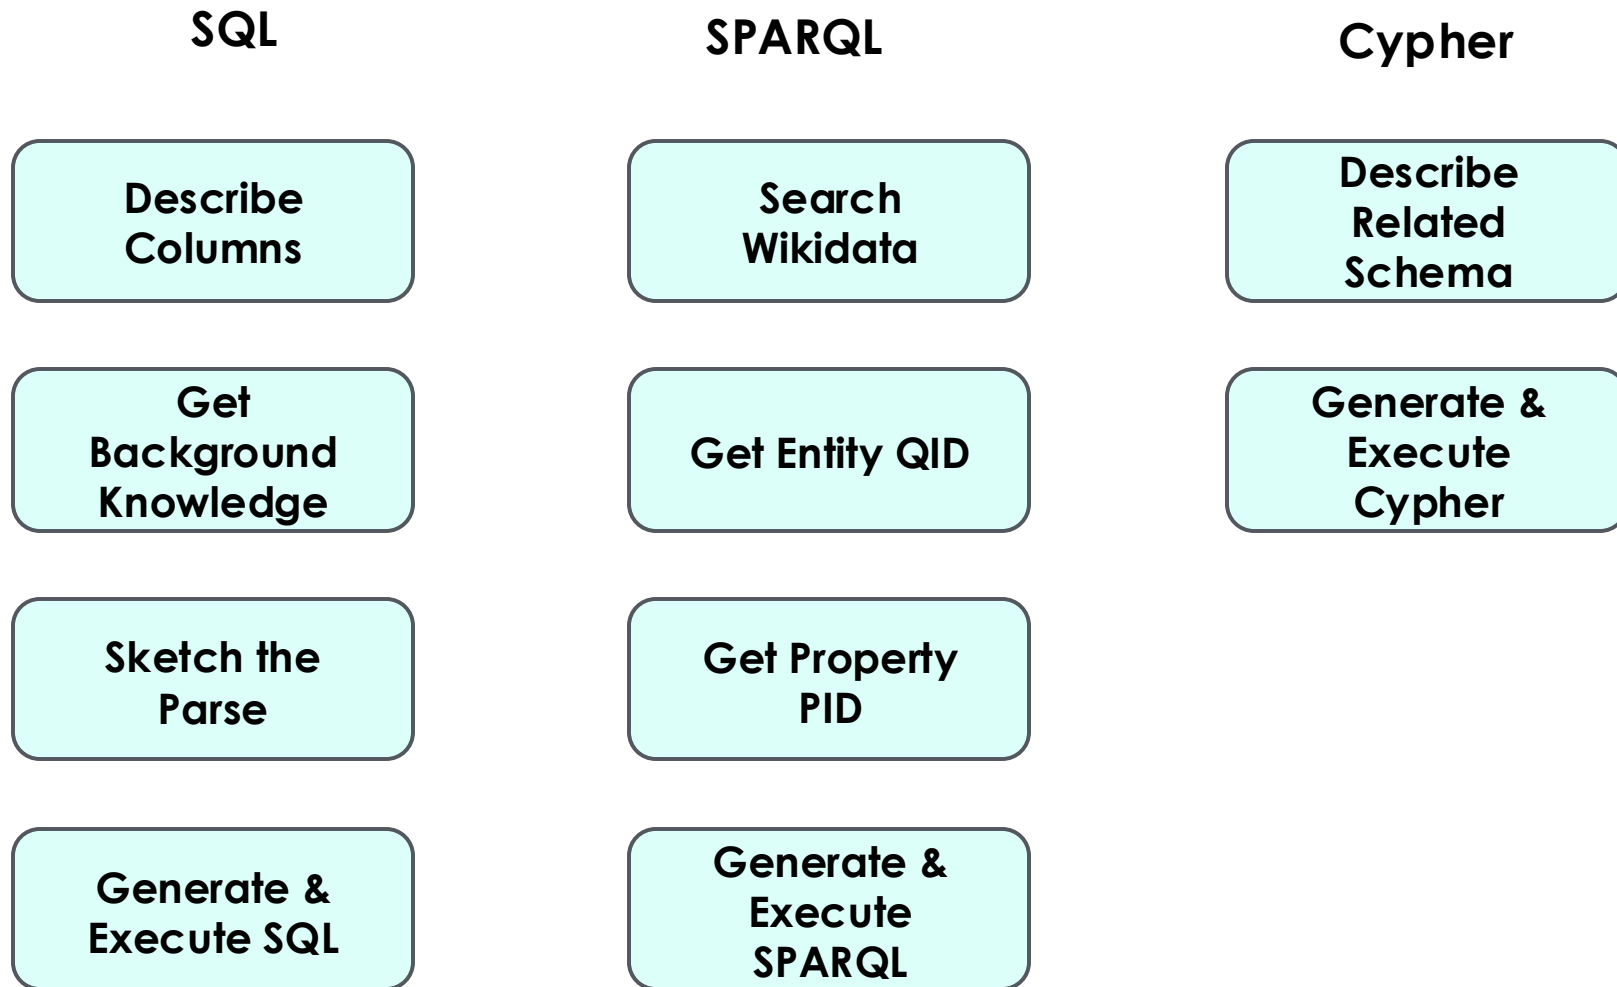 SQL
Describe
Columns
Get
Background
Knowledge
Sketch the
Parse
Generate &
Execute SQL
SPARQL
Search
Wikidata
Get Entity QID
Get Property
PID
Generate &
Execute
SPARQL
Cypher
Describe
Related
Schema
Generate &
Execute
Cypher